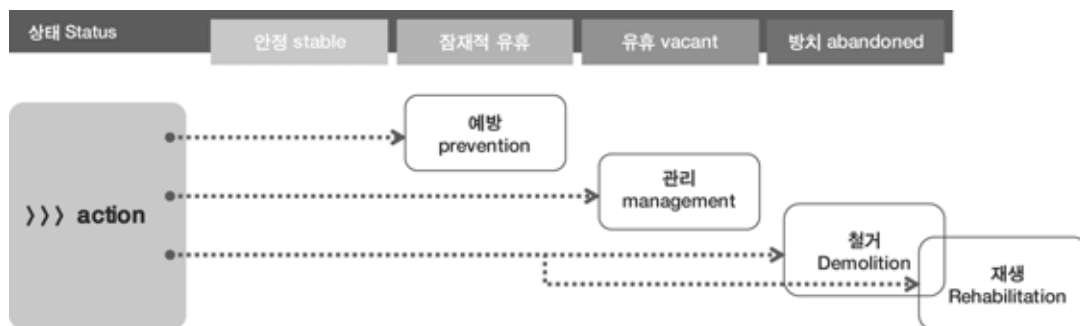 상태 Status
안정 stable
잠재적 유휴
유휴 vacant
방치 abandoned
예방
prevention
관리
management
〉〉〉 action
철거
Demolition
재생
Rehabilitation